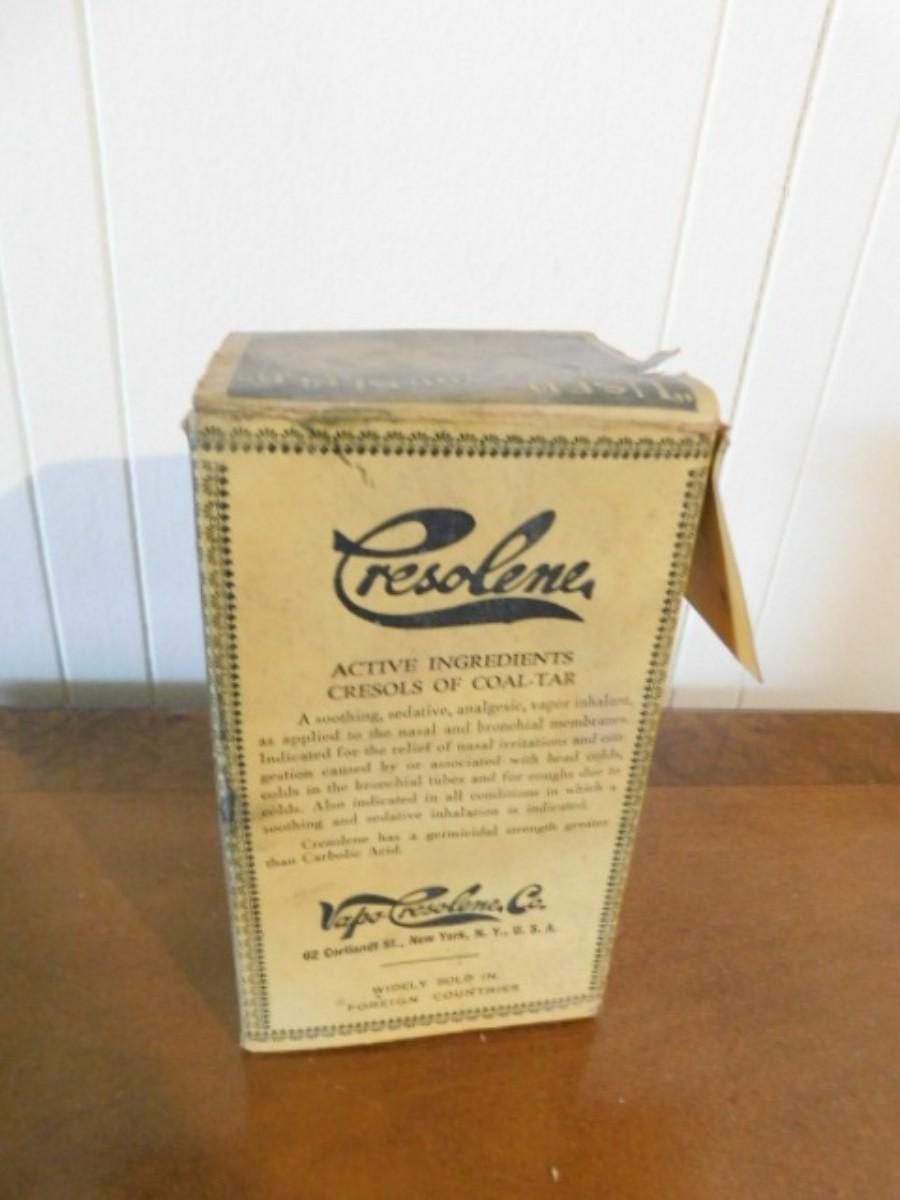 "USED
Cresolene
ACTIVE INGREDIENTS
CRESOLS OF COAL-TAR
A soothing, sedative, analgesic, vapor inhalant,
as applied to the nasal and bronchial membranes.
Indicated for the relief of nasal irritations and con
gestion caused by or associated with head colds,
colds in the bronchial tubes and for coughs due to
colds. Also indicated in all conditions in which a
soothing and sedative inhalation is indicated.
Cresolene has a germicidal strength greater
than Carbolic Acid.
Vapo-Cresolene Co.
62 Cortlandt St., New York, N. Y., U. S. A.
WIDELY SOLD IN
FOREIGN COUNTRIES